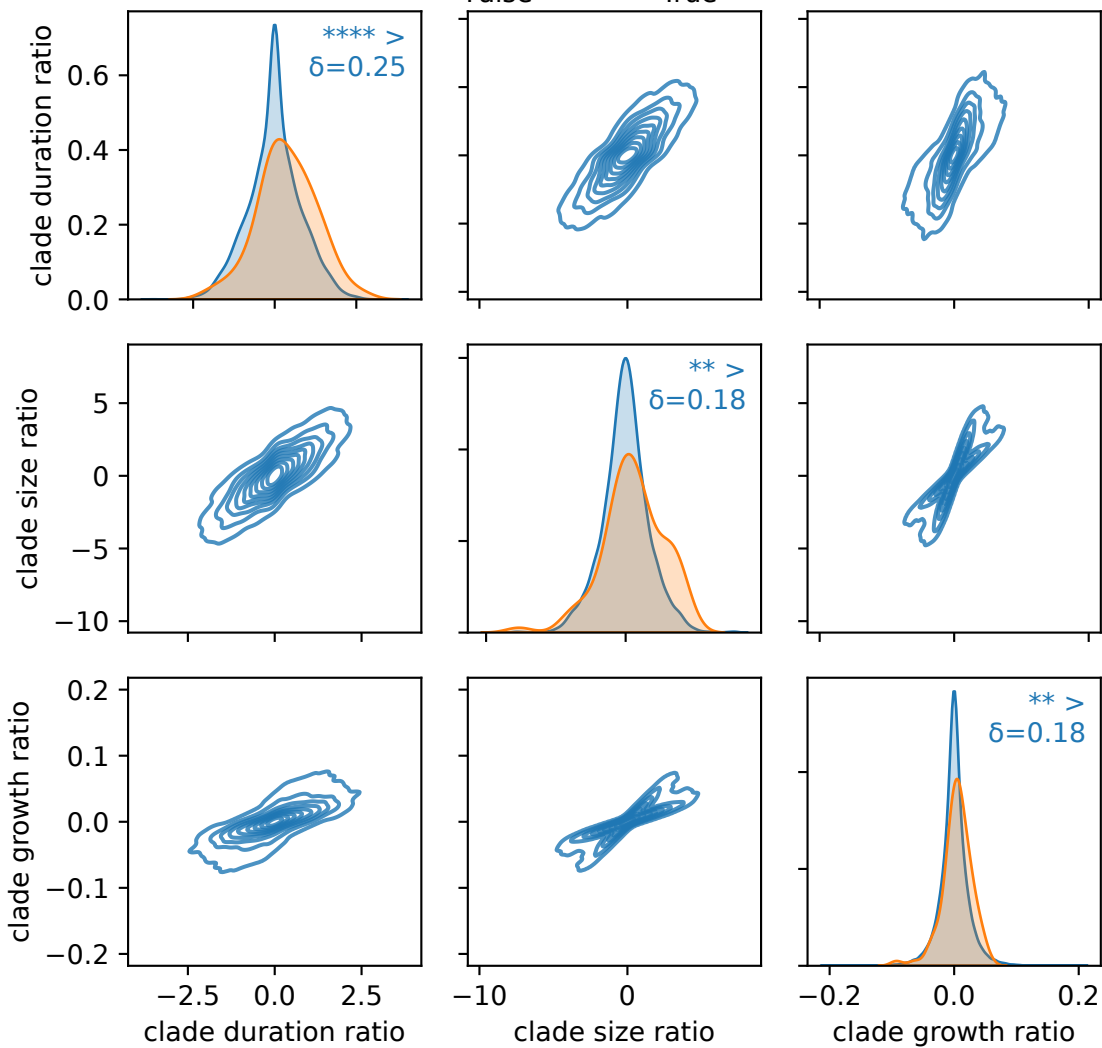 clade duration ratio
0.6
0.4
0.2
0.0
**** >
δ=0.25
clade size ratio
5
0
−5
−10
** >
δ=0.18
clade growth ratio
0.2
0.1
0.0
−0.1
−0.2
** >
δ=0.18
−2.5 0.0 2.5
−10 0
−0.2 0.0 0.2
clade duration ratio
clade size ratio
clade growth ratio